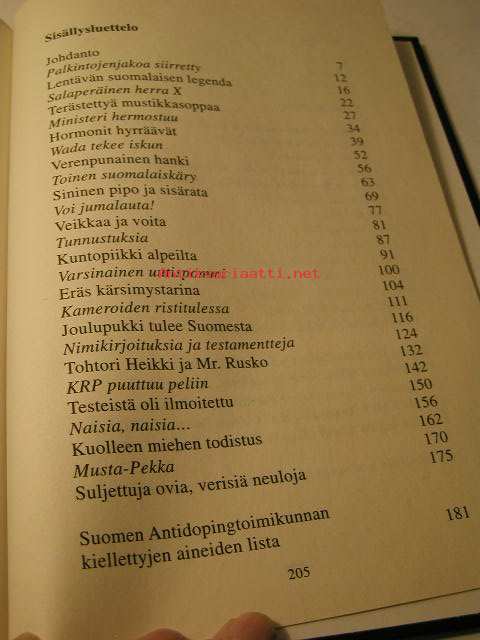 Sisällysluettelo
Johdanto 7
Palkintojenjakoa siirretty 12
Lentävän suomalaisen legenda 16
Salaperäinen herra X 22
Terästettyä mustikkasoppaa 27
Ministeri hermostuu 34
Hormonit hyrräävät 39
Wada tekee iskun 52
Verenpunainen hanki 56
Toinen suomalaiskäry 63
Sininen pipo ja sisärata 69
Voi jumalauta! 77
Veikkaa ja voita 81
Tunnustuksia 87
Kuntopiikki alpeilta 91
Varsinainen uutispommi 100
Antikvariaatti.net
Eräs kärsimystarina 104
Kameroiden ristitulessa 111
Joulupukki tulee Suomesta 116
Nimikirjoituksia ja testamentteja 124
Tohtori Heikki ja Mr. Rusko 132
KRP puuttuu peliin 142
Testeistä oli ilmoitettu 150
Naisia, naisia... 156
Kuolleen miehen todistus 162
Musta-Pekka 170
Suljettuja ovia, verisiä neuloja 175
Suomen Antidopingtoimikunnan
kiellettyjen aineiden lista 181
205